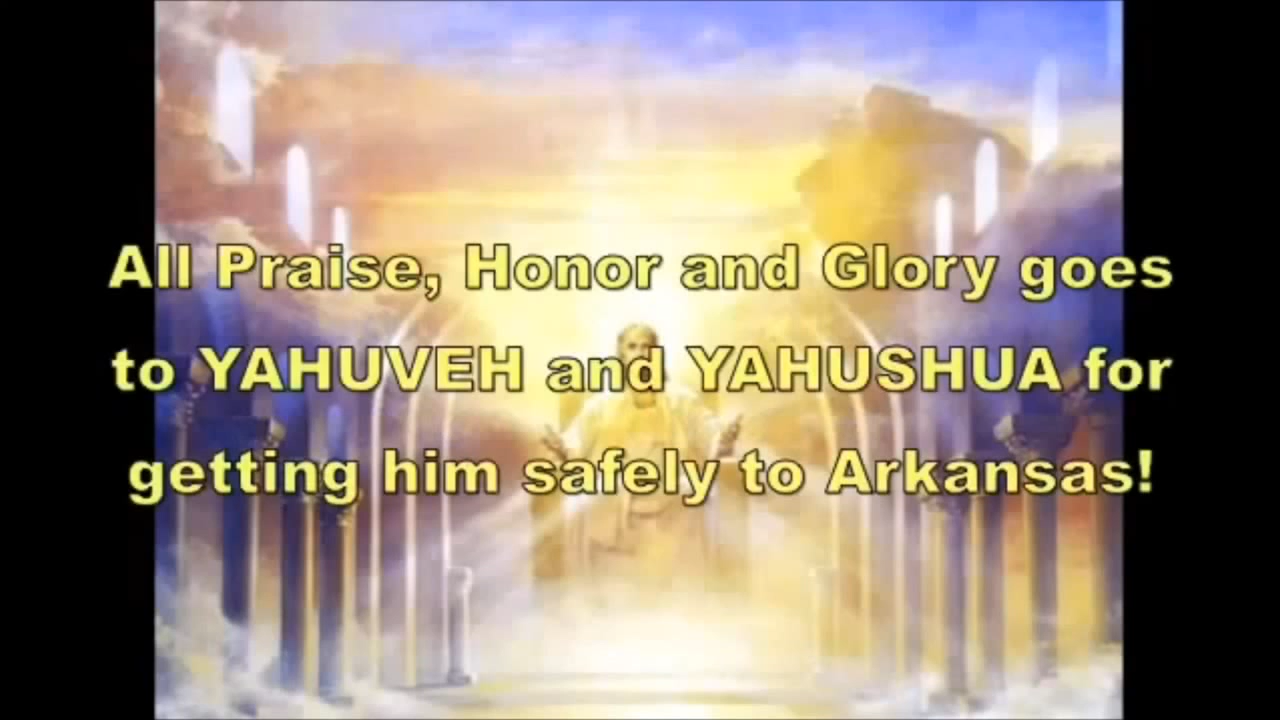 All Praise, Honor and Glory goes
to YAHUVEH and YAHUSHUA for
getting him safely to Arkansas!